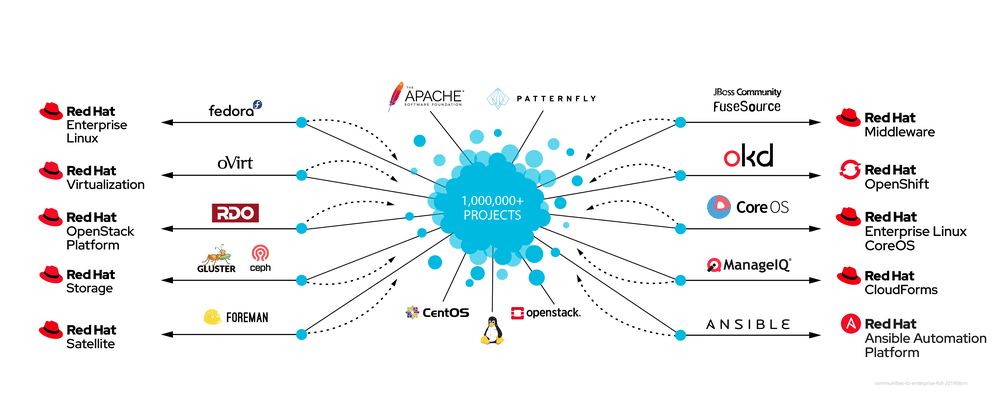 THE
APACHE®
SOFTWARE FOUNDATION
PATTERNFLY
1,000,000+
PROJECTS
Red Hat
Enterprise
Linux
fedora
Red Hat
Virtualization
oVirt
Red Hat
OpenStack
Platform
RDO
Red Hat
Storage
GLUSTER
ceph
Red Hat
Satellite
FOREMAN
CentOS
openstack.
JBoss Community
FuseSource
Red Hat
Middleware
okd
Red Hat
OpenShift
CoreOS
Red Hat
Enterprise Linux
CoreOS
ManageIQ®
Red Hat
CloudForms
ANSIBLE
A
Red Hat
Ansible Automation
Platform